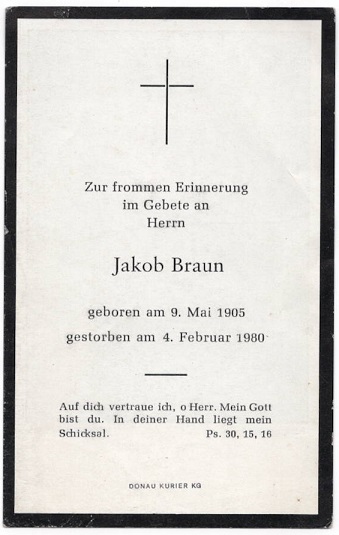 Zur frommen Erinnerung
im Gebete an
Herrn
Jakob Braun
geboren am 9. Mai 1905
gestorben am 4. Februar 1980
Auf dich vertraue ich, o Herr. Mein Gott
bist du. In deiner Hand liegt mein
Schicksal. Ps. 30, 15, 16
DONAU KURIER KG